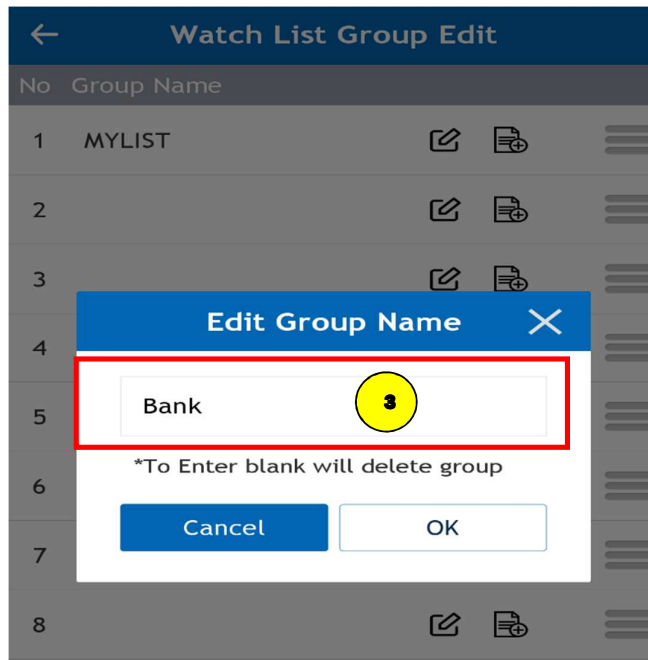 Watch List Group Edit
No Group Name
1 MYLIST
2
3
Edit Group Name
4
Bank 3
5
*To Enter blank will delete group
6
Cancel OK
7
8